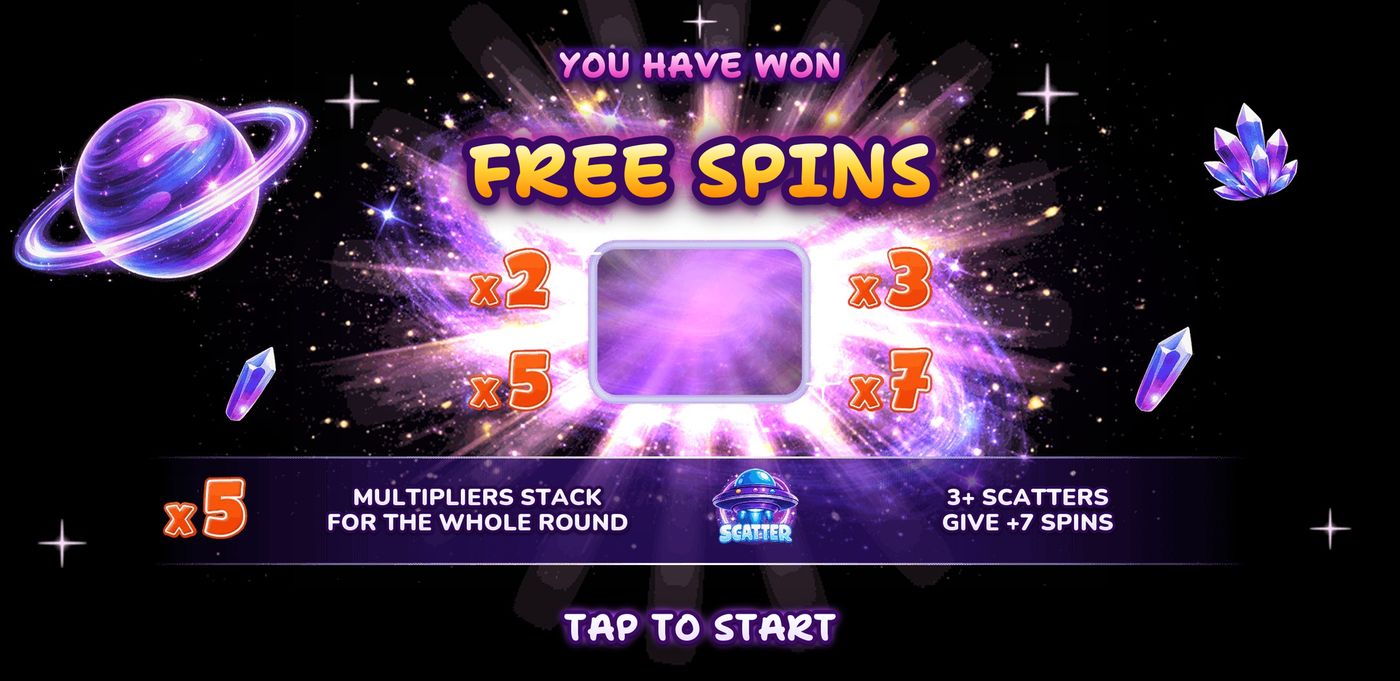 YOU HAVE WON
FREE SPINS
x2
x3
x5
x7
x5
MULTIPLIERS STACK
FOR THE WHOLE ROUND
SCATTER
3+ SCATTERS
GIVE +7 SPINS
TAP TO START